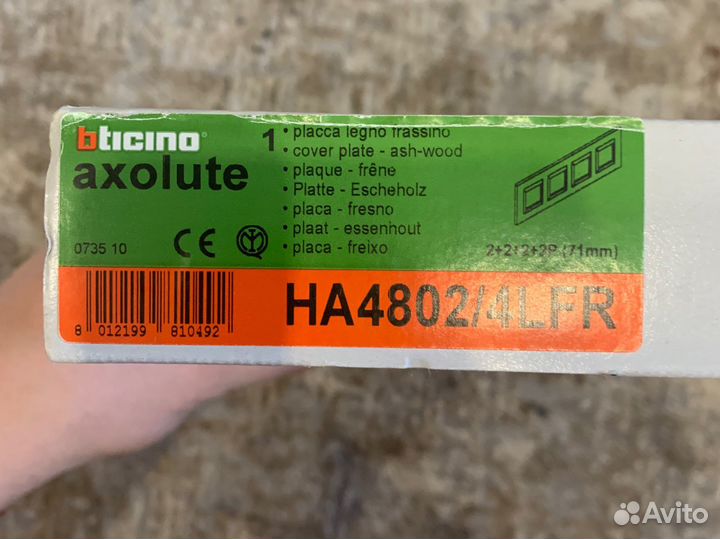 bticino
axolute
1
• placca legno frassino
• cover plate - ash-wood
• plaque - frêne
• Platte - Escheholz
• placa - fresno
• plaat - essenhout
• placa - freixo
0735 10
CE
2+2+2+2P (71mm)
8 012199 810492
HA4802/4LFR
Avito